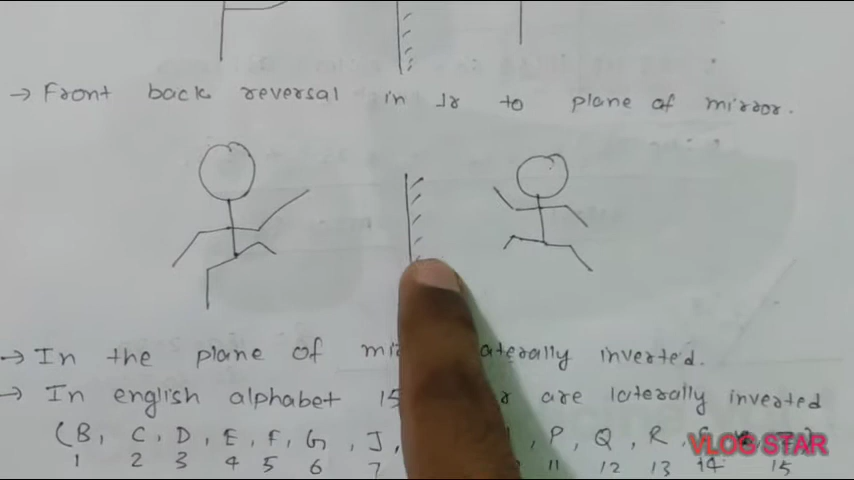 → Front back reversal in ⊥r to plane of mirror.
→ In the plane of laterally inverted.
→ In english alphabet 15 are laterally inverted
(B, C, D, E, F, G, J, P, Q, R,
1 2 3 4 5 6 7 11 12 13 14 15
VLOG STAR